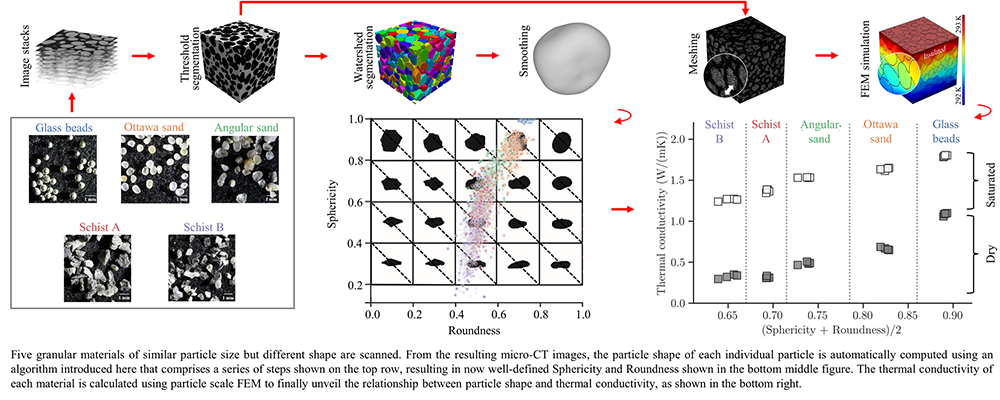 Image stacks
Threshold
segmentation
Watershed
segmentation
Smoothing
Meshing
FEM simulation
Insulated
293 K
292 K
Glass beads
Ottawa sand
Angular sand
1 mm
1 mm
1 mm
Schist A
Schist B
1 mm
1 mm
Sphericity
1.0
0.8
0.6
0.4
0.2
0.0
0.2
0.4
0.6
0.8
1.0
Roundness
Thermal conductivity (W/(mK))
2.0
1.5
1.0
0.5
0.0
Schist
B
Schist
A
Angular-
sand
Ottawa
sand
Glass
beads
Saturated
Dry
0.65
0.70
0.75
0.80
0.85
0.90
(Sphericity + Roundness)/2
Five granular materials of similar particle size but different shape are scanned. From the resulting micro-CT images, the particle shape of each individual particle is automatically computed using an
algorithm introduced here that comprises a series of steps shown on the top row, resulting in now well-defined Sphericity and Roundness shown in the bottom middle figure. The thermal conductivity of
each material is calculated using particle scale FEM to finally unveil the relationship between particle shape and thermal conductivity, as shown in the bottom right.